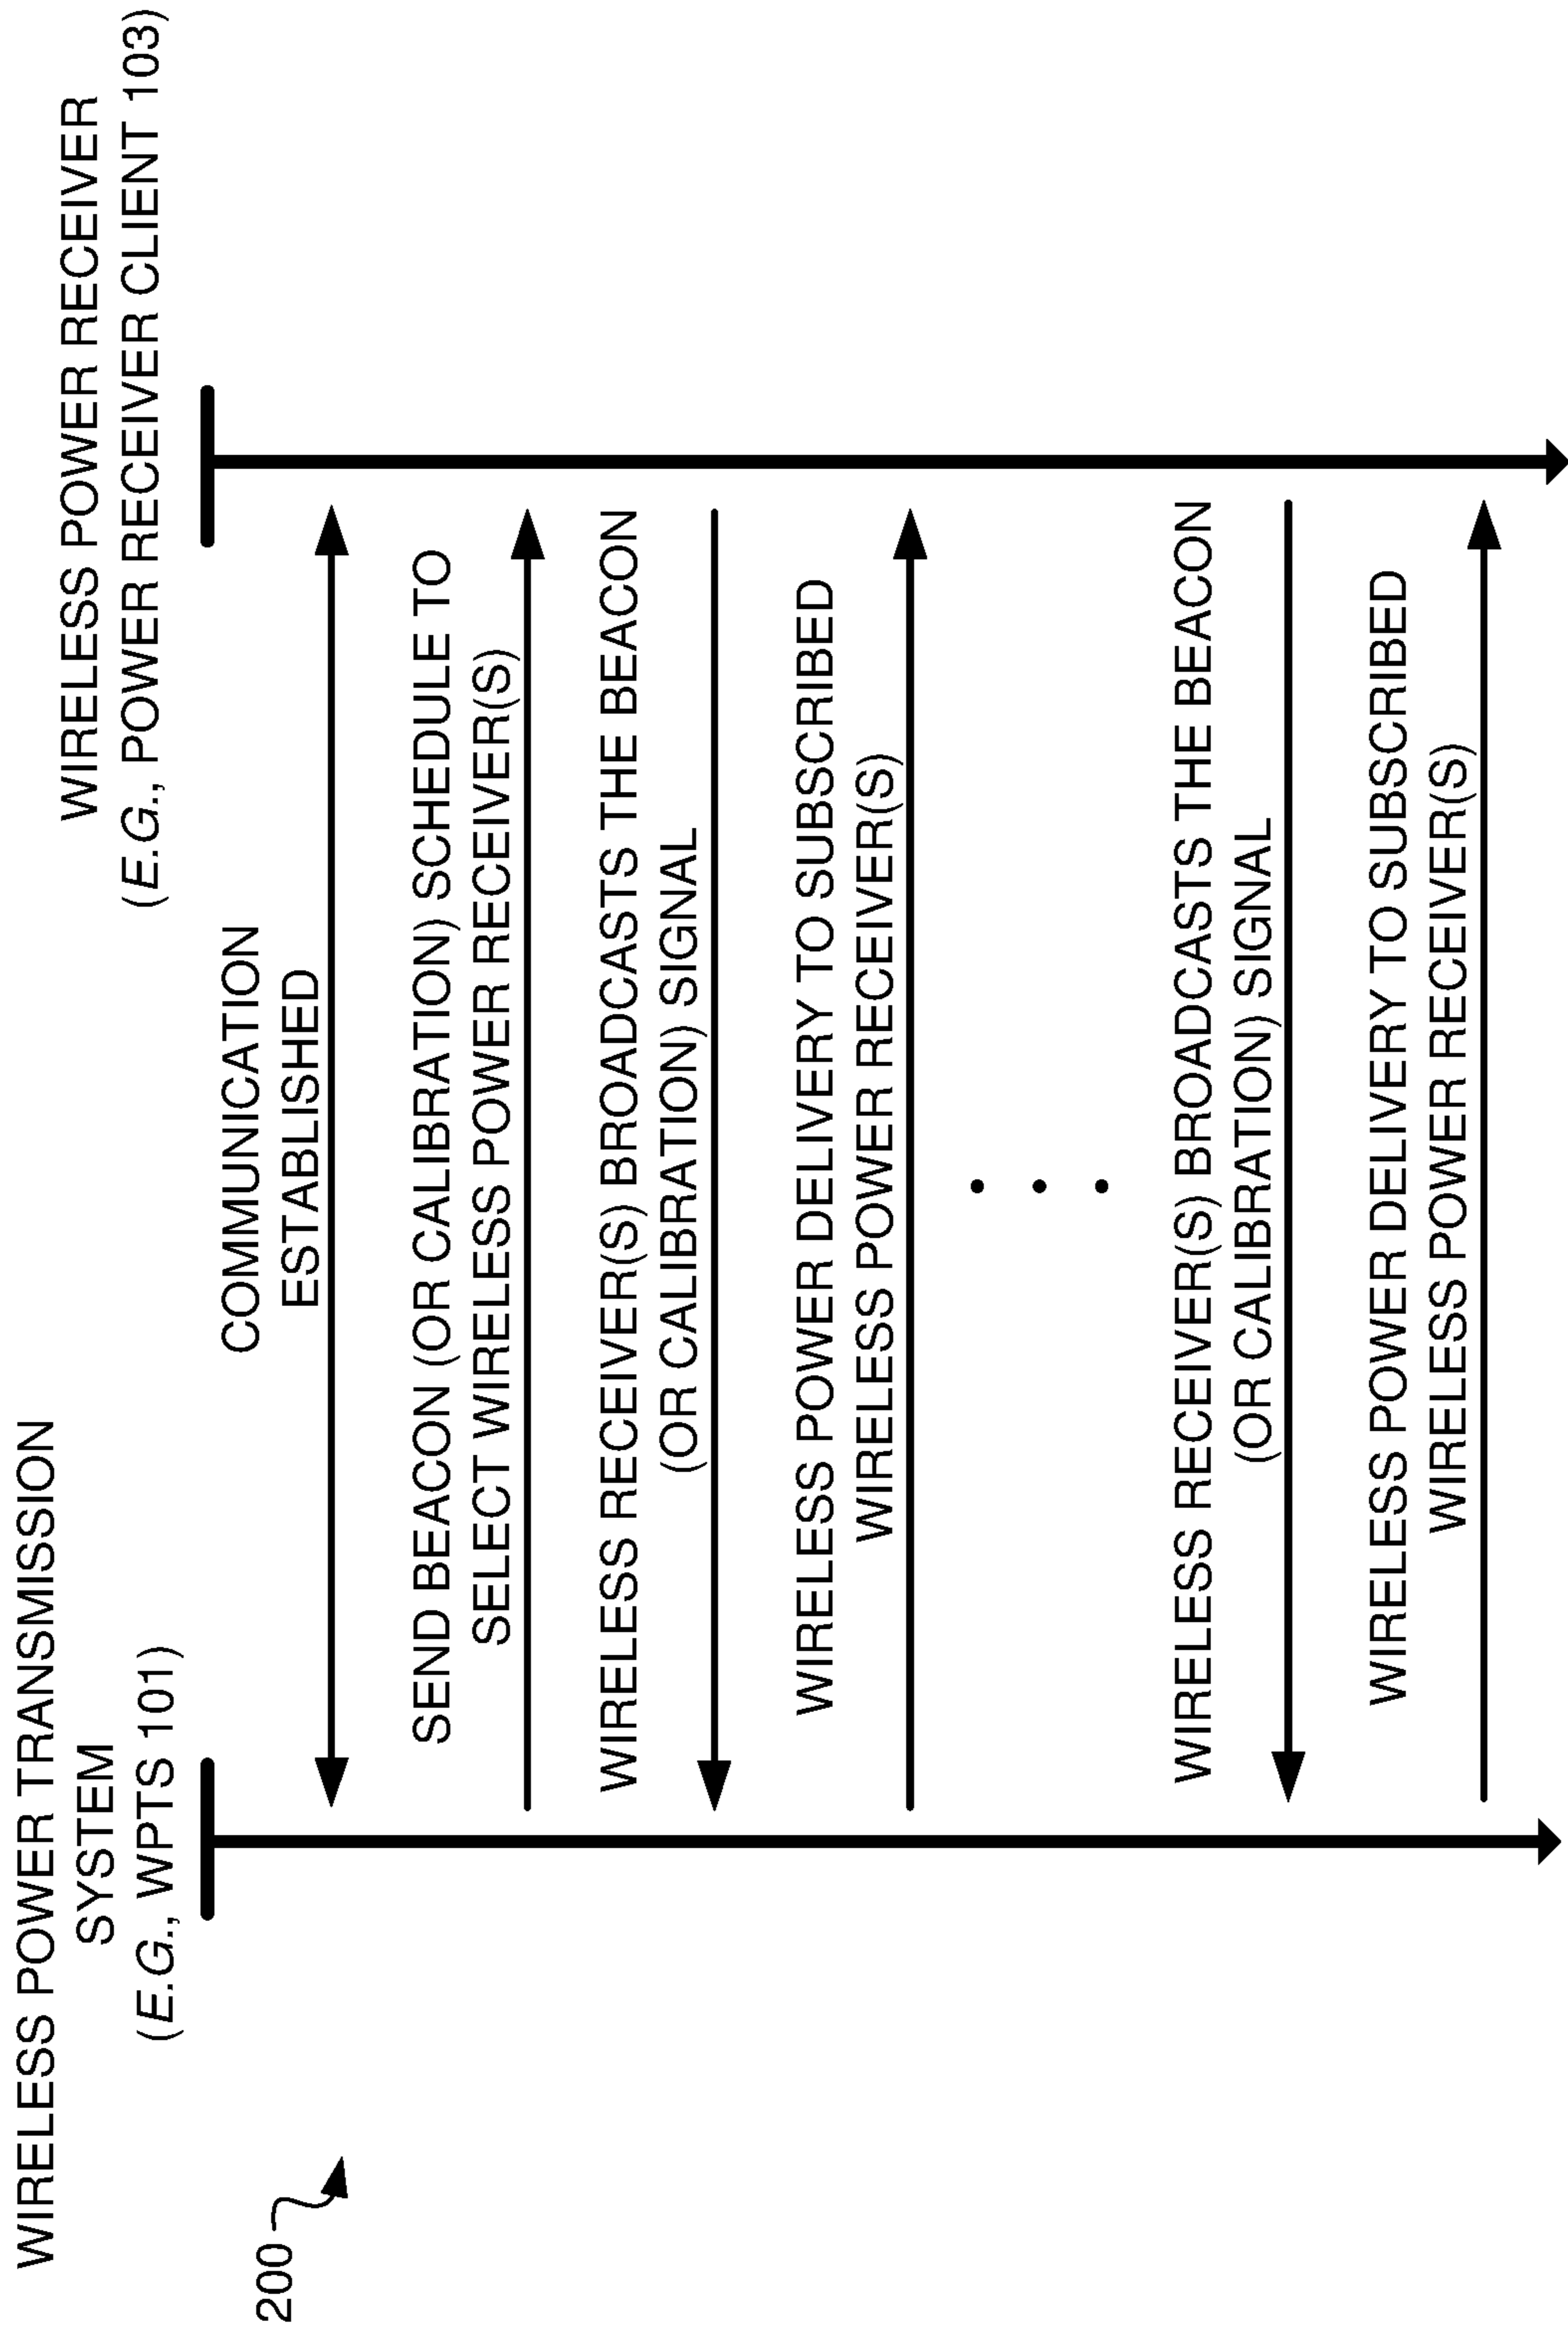 WIRELESS POWER TRANSMISSION
SYSTEM
(E.G., WPTS 101)
WIRELESS POWER RECEIVER
(E.G., POWER RECEIVER CLIENT 103)
200
COMMUNICATION
ESTABLISHED
SEND BEACON (OR CALIBRATION) SCHEDULE TO
SELECT WIRELESS POWER RECEIVER(S)
WIRELESS RECEIVER(S) BROADCASTS THE BEACON
(OR CALIBRATION) SIGNAL
WIRELESS POWER DELIVERY TO SUBSCRIBED
WIRELESS POWER RECEIVER(S)
WIRELESS RECEIVER(S) BROADCASTS THE BEACON
(OR CALIBRATION) SIGNAL
WIRELESS POWER DELIVERY TO SUBSCRIBED
WIRELESS POWER RECEIVER(S)